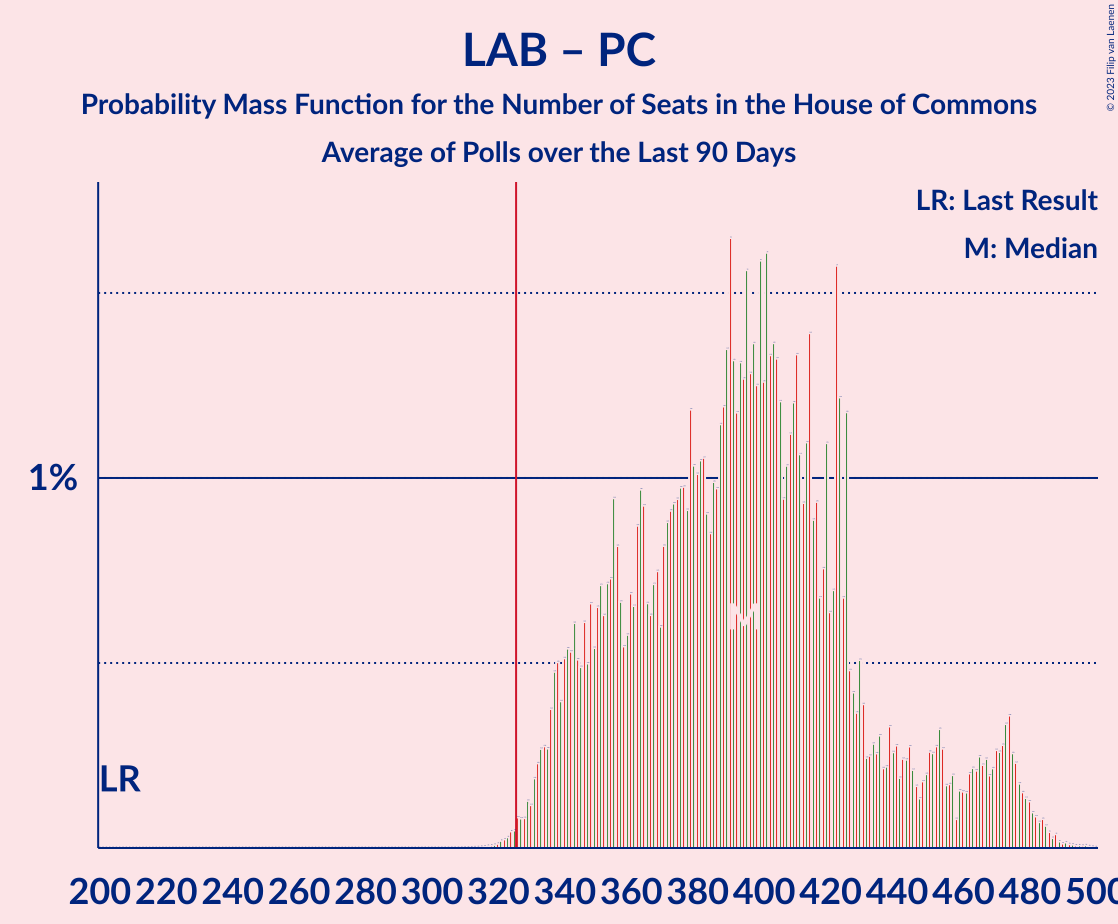 LAB – PC
Probability Mass Function for the Number of Seats in the House of Commons
Average of Polls over the Last 90 Days
© 2023 Filip van Laenen
LR: Last Result
M: Median
1%
M
LR
200 220 240 260 280 300 320 340 360 380 400 420 440 460 480 500